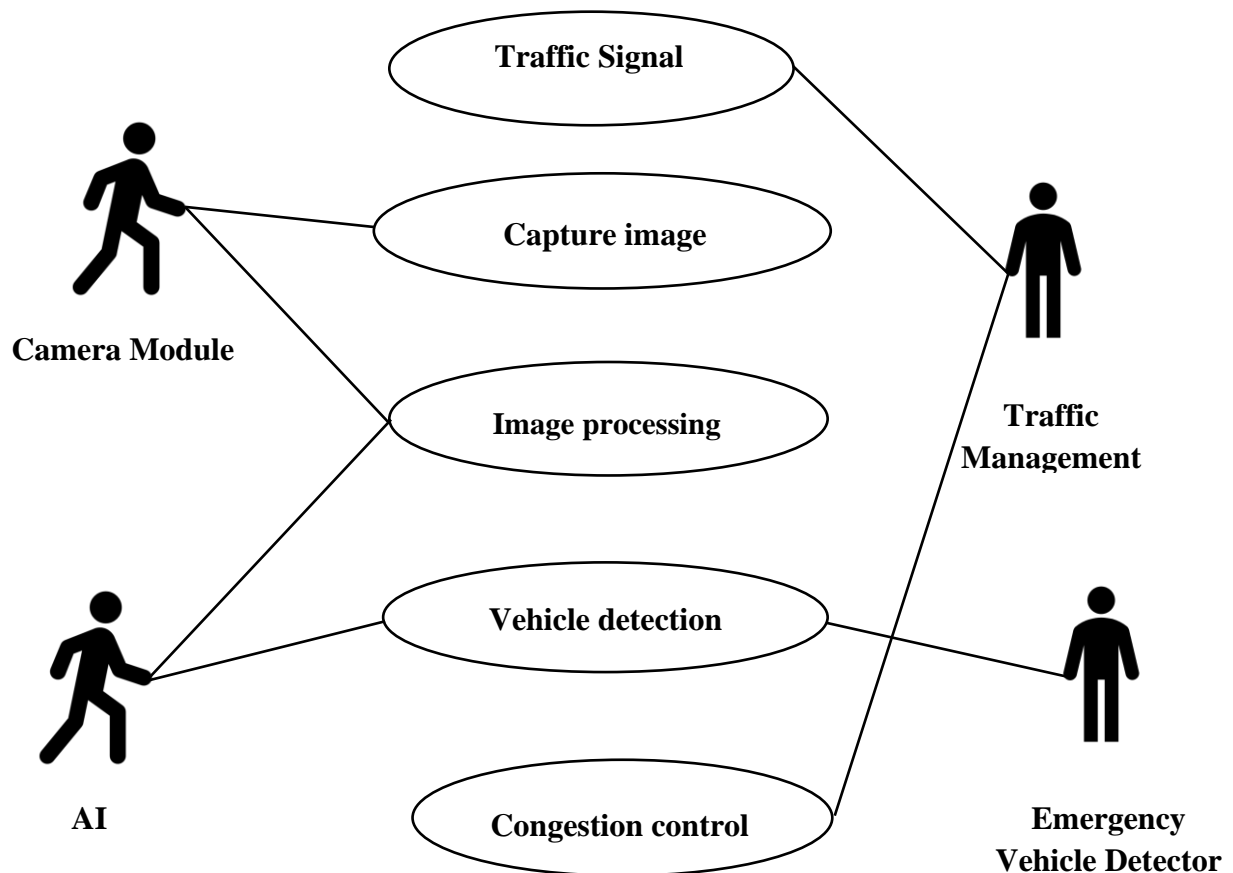 Traffic Signal
Capture image
Camera Module
Image processing
Traffic
Management
Vehicle detection
AI
Congestion control
Emergency
Vehicle Detector